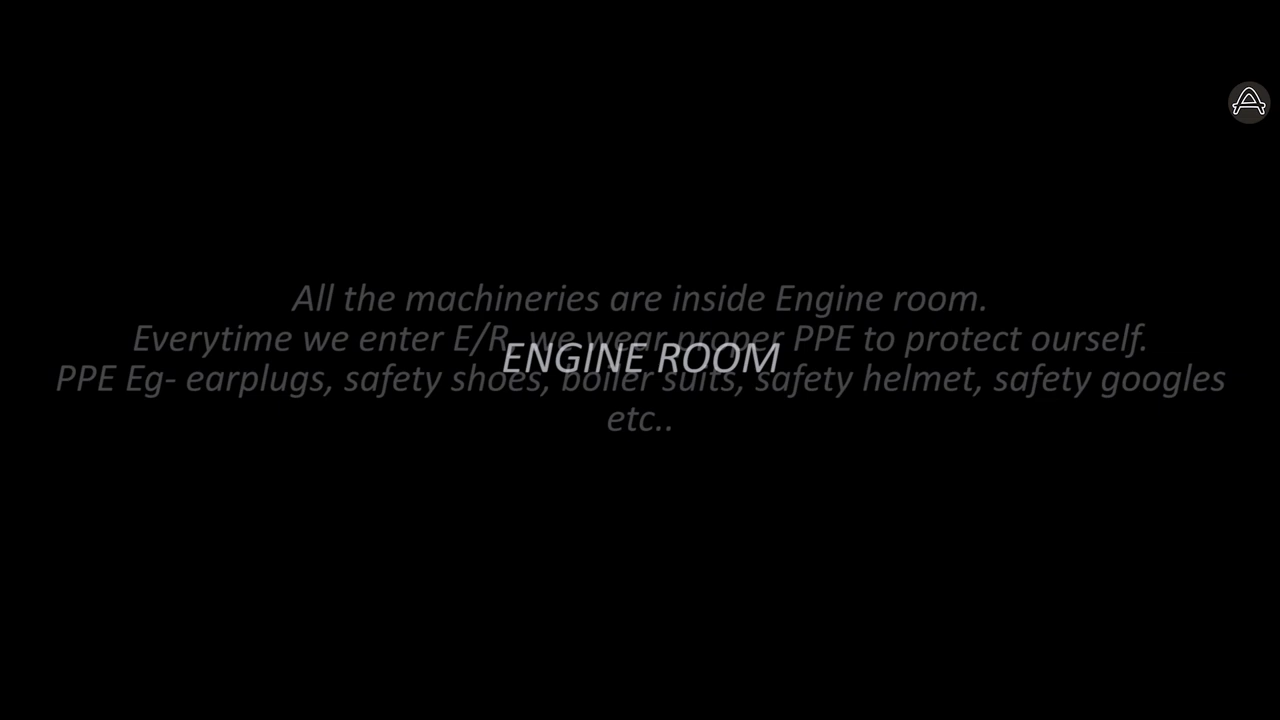 All the machineries are inside Engine room.
Everytime we enter E/R, we wear proper PPE to protect ourself.
ENGINE ROOM
PPE Eg- earplugs, safety shoes, boiler suits, safety helmet, safety googles
etc..